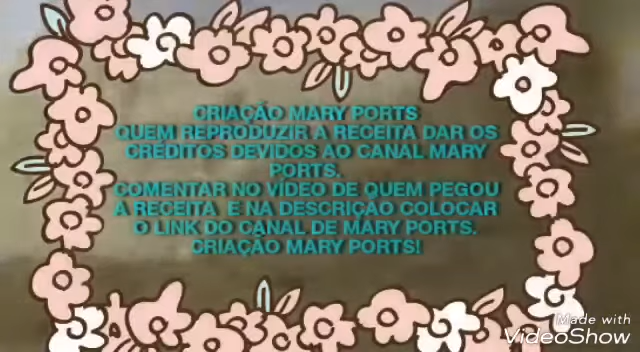 CRIAÇÃO MARY PORTS
QUEM REPRODUZIR A RECEITA DAR OS
CREDITOS DEVIDOS AO CANAL MARY
PORTS.
COMENTAR NO VÍDEO DE QUEM PEGOU
A RECEITA E NA DESCRIÇÃO COLOCAR
O LINK DO CANAL DE MARY PORTS.
CRIAÇÃO MARY PORTS!
Made with
VideoShow